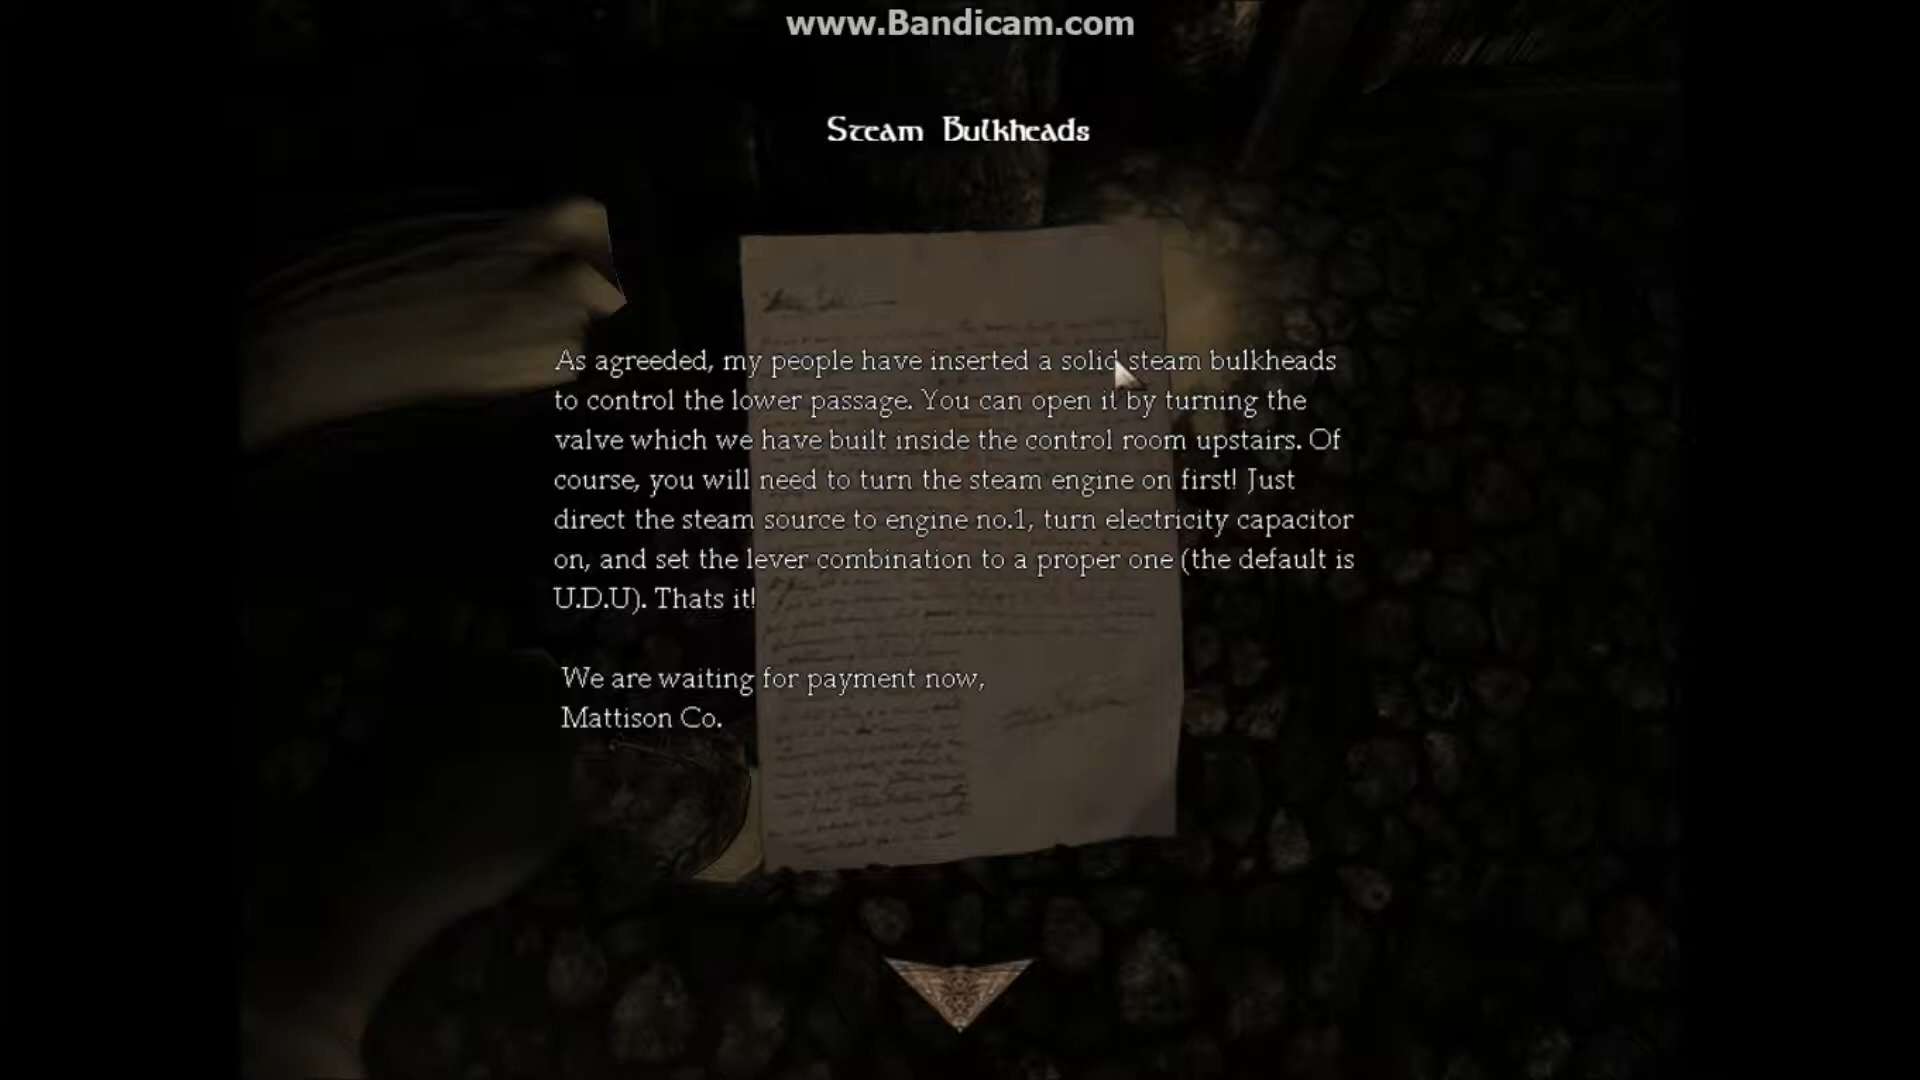 www.Bandicam.com
Steam Bulkheads
As agreeded, my people have inserted a solid steam bulkheads
to control the lower passage. You can open it by turning the
valve which we have built inside the control room upstairs. Of
course, you will need to turn the steam engine on first! Just
direct the steam source to engine no.1, turn electricity capacitor
on, and set the lever combination to a proper one (the default is
U.D.U). Thats it!
We are waiting for payment now,
Mattison Co.